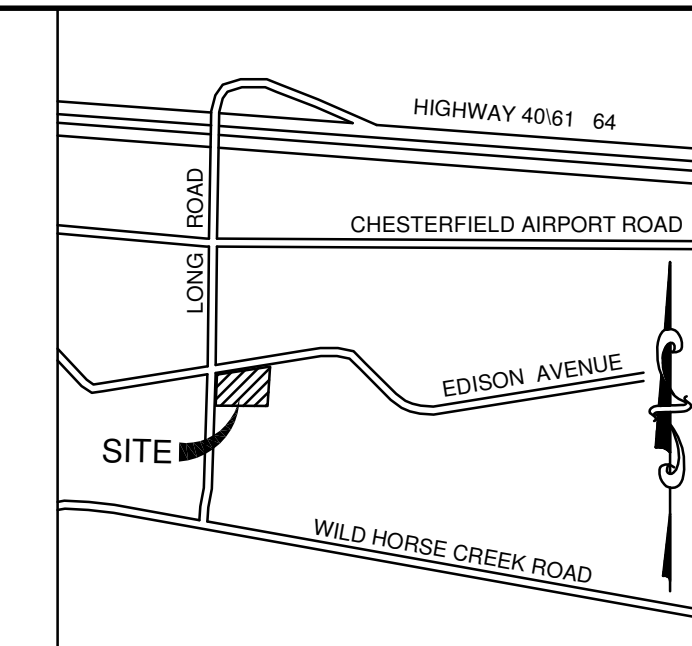 HIGHWAY 40\61 64
LONG ROAD
CHESTERFIELD AIRPORT ROAD
EDISON AVENUE
SITE
WILD HORSE CREEK ROAD